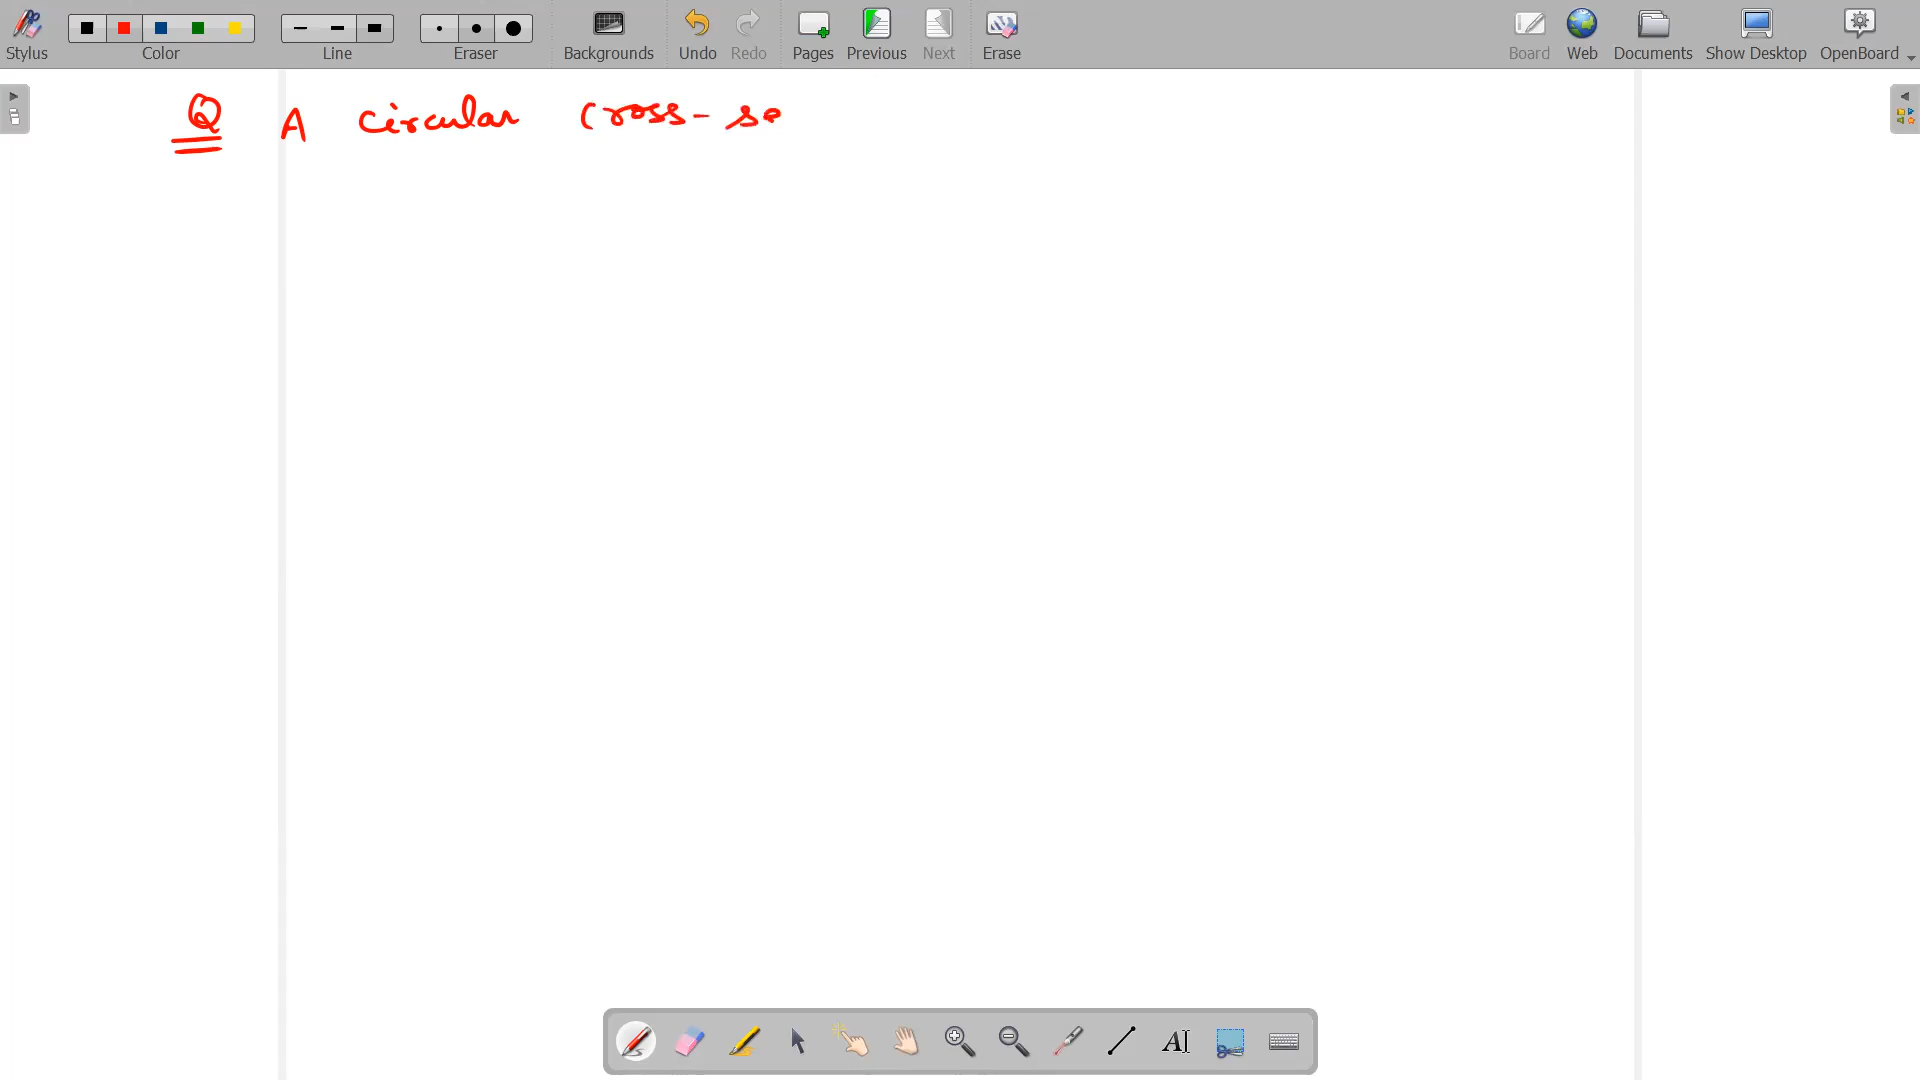 Stylus Color Line Eraser Backgrounds Undo Redo Pages Previous Next Erase Board Web Documents Show Desktop OpenBoard
Q A circular cross- se
AI